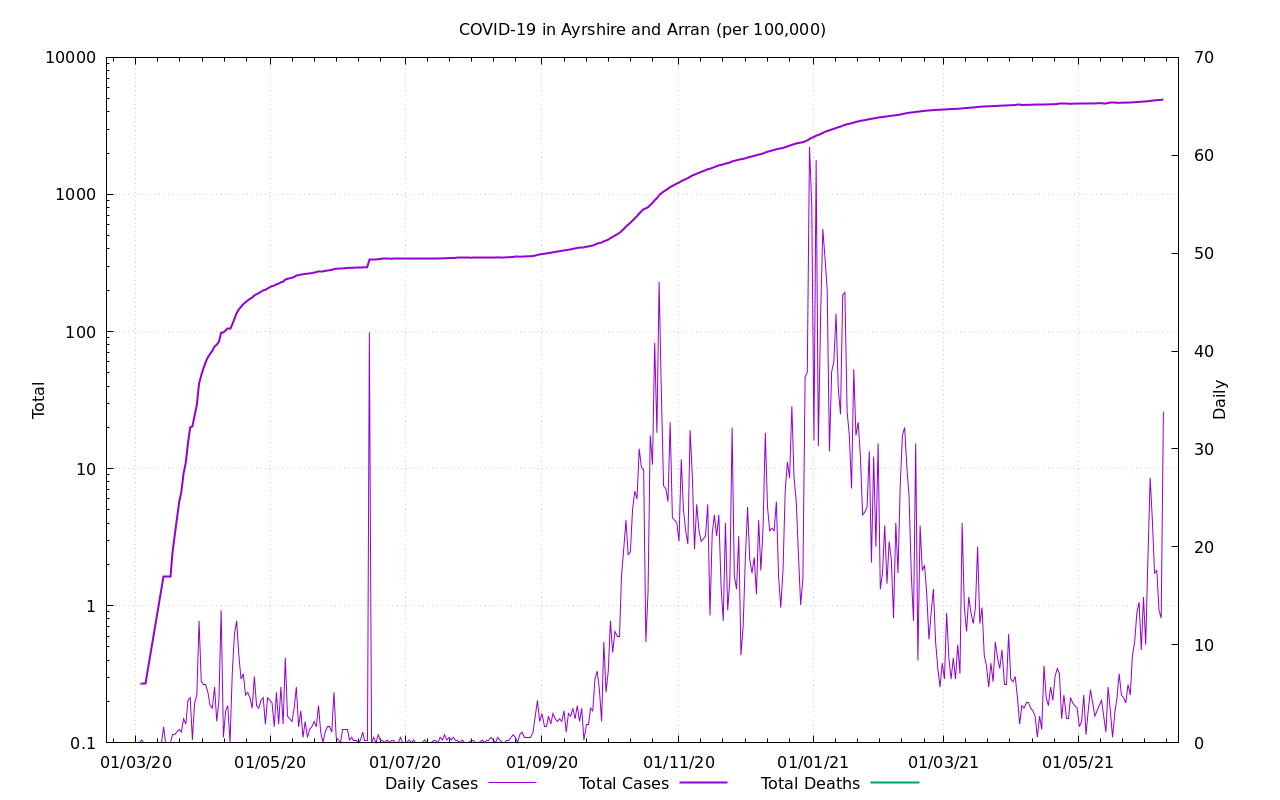 COVID-19 in Ayrshire and Arran (per 100,000)
10000
1000
100
10
1
0.1
Total
70
60
50
40
30
20
10
0
Daily
01/03/20 01/05/20 01/07/20 01/09/20 01/11/20 01/01/21 01/03/21 01/05/21
Daily Cases Total Cases Total Deaths